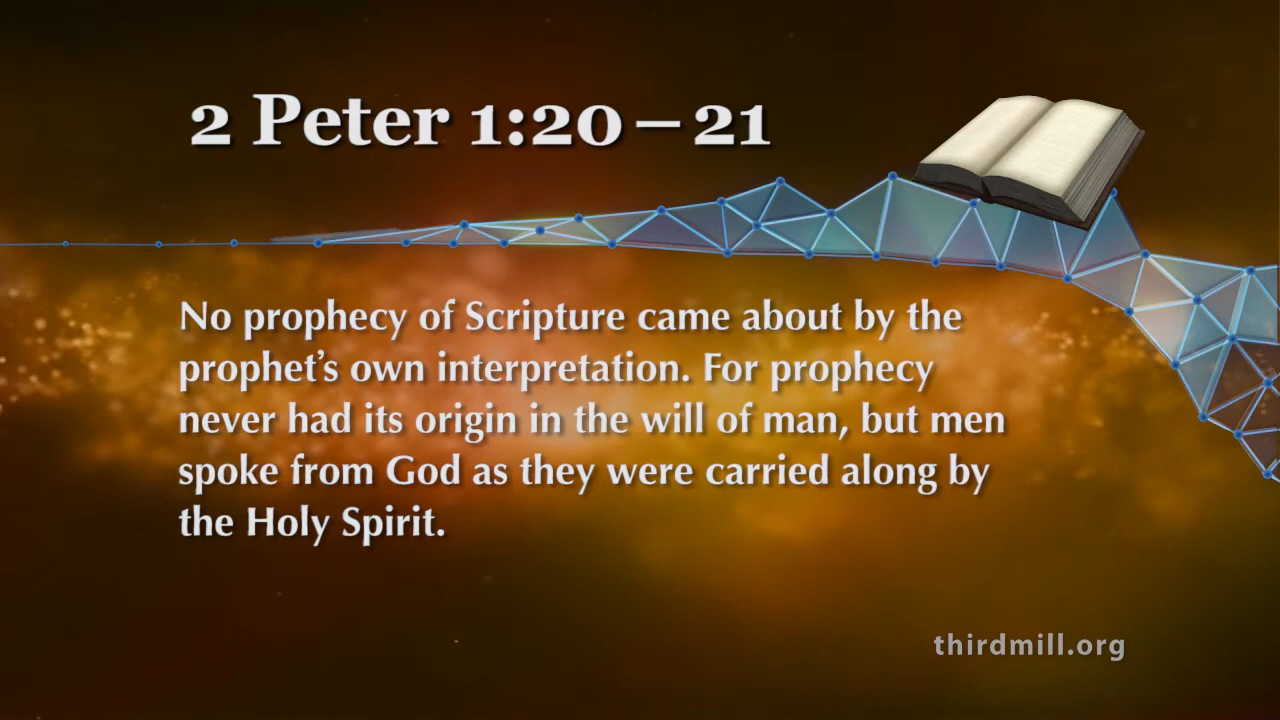 2 Peter 1:20–21
No prophecy of Scripture came about by the
prophet’s own interpretation. For prophecy
never had its origin in the will of man, but men
spoke from God as they were carried along by
the Holy Spirit.
thirdmill.org